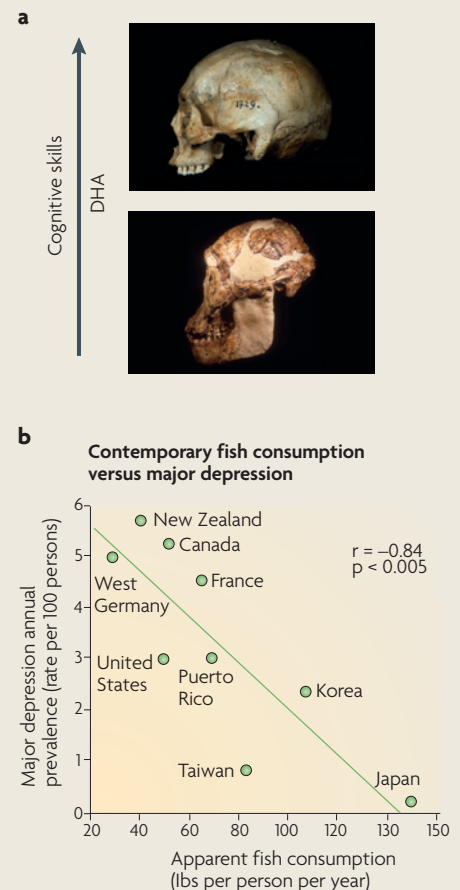 a
Cognitive skills
DHA
1729.
b
Contemporary fish consumption
versus major depression
Major depression annual
prevalence (rate per 100 persons)
6
5
4
3
2
1
0
New Zealand
Canada
r = –0.84
p < 0.005
France
West
Germany
United
States
Puerto
Rico
Korea
Taiwan
Japan
20
40
60
80
100
120
130
150
Apparent fish consumption
(lbs per person per year)